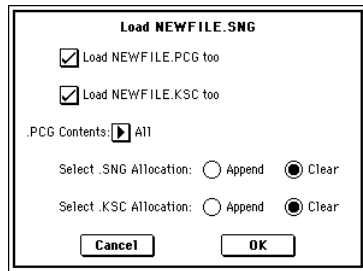 Load NEWFILE.SNG
Load NEWFILE.PCG too
Load NEWFILE.KSC too
.PCG Contents: All
Select .SNG Allocation: Append Clear
Select .KSC Allocation: Append Clear
Cancel OK